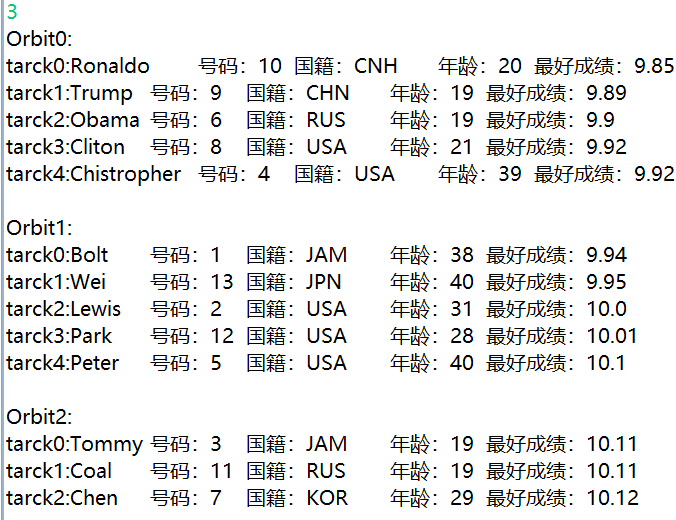 3
Orbit0:
tarck0:Ronaldo 号码：10 国籍：CNH 年龄：20 最好成绩：9.85
tarck1:Trump 号码：9 国籍：CHN 年龄：19 最好成绩：9.89
tarck2:Obama 号码：6 国籍：RUS 年龄：19 最好成绩：9.9
tarck3:Cliton 号码：8 国籍：USA 年龄：21 最好成绩：9.92
tarck4:Chistropher 号码：4 国籍：USA 年龄：39 最好成绩：9.92
Orbit1:
tarck0:Bolt 号码：1 国籍：JAM 年龄：38 最好成绩：9.94
tarck1:Wei 号码：13 国籍：JPN 年龄：40 最好成绩：9.95
tarck2:Lewis 号码：2 国籍：USA 年龄：31 最好成绩：10.0
tarck3:Park 号码：12 国籍：USA 年龄：28 最好成绩：10.01
tarck4:Peter 号码：5 国籍：USA 年龄：40 最好成绩：10.1
Orbit2:
tarck0:Tommy 号码：3 国籍：JAM 年龄：19 最好成绩：10.11
tarck1:Coal 号码：11 国籍：RUS 年龄：19 最好成绩：10.11
tarck2:Chen 号码：7 国籍：KOR 年龄：29 最好成绩：10.12